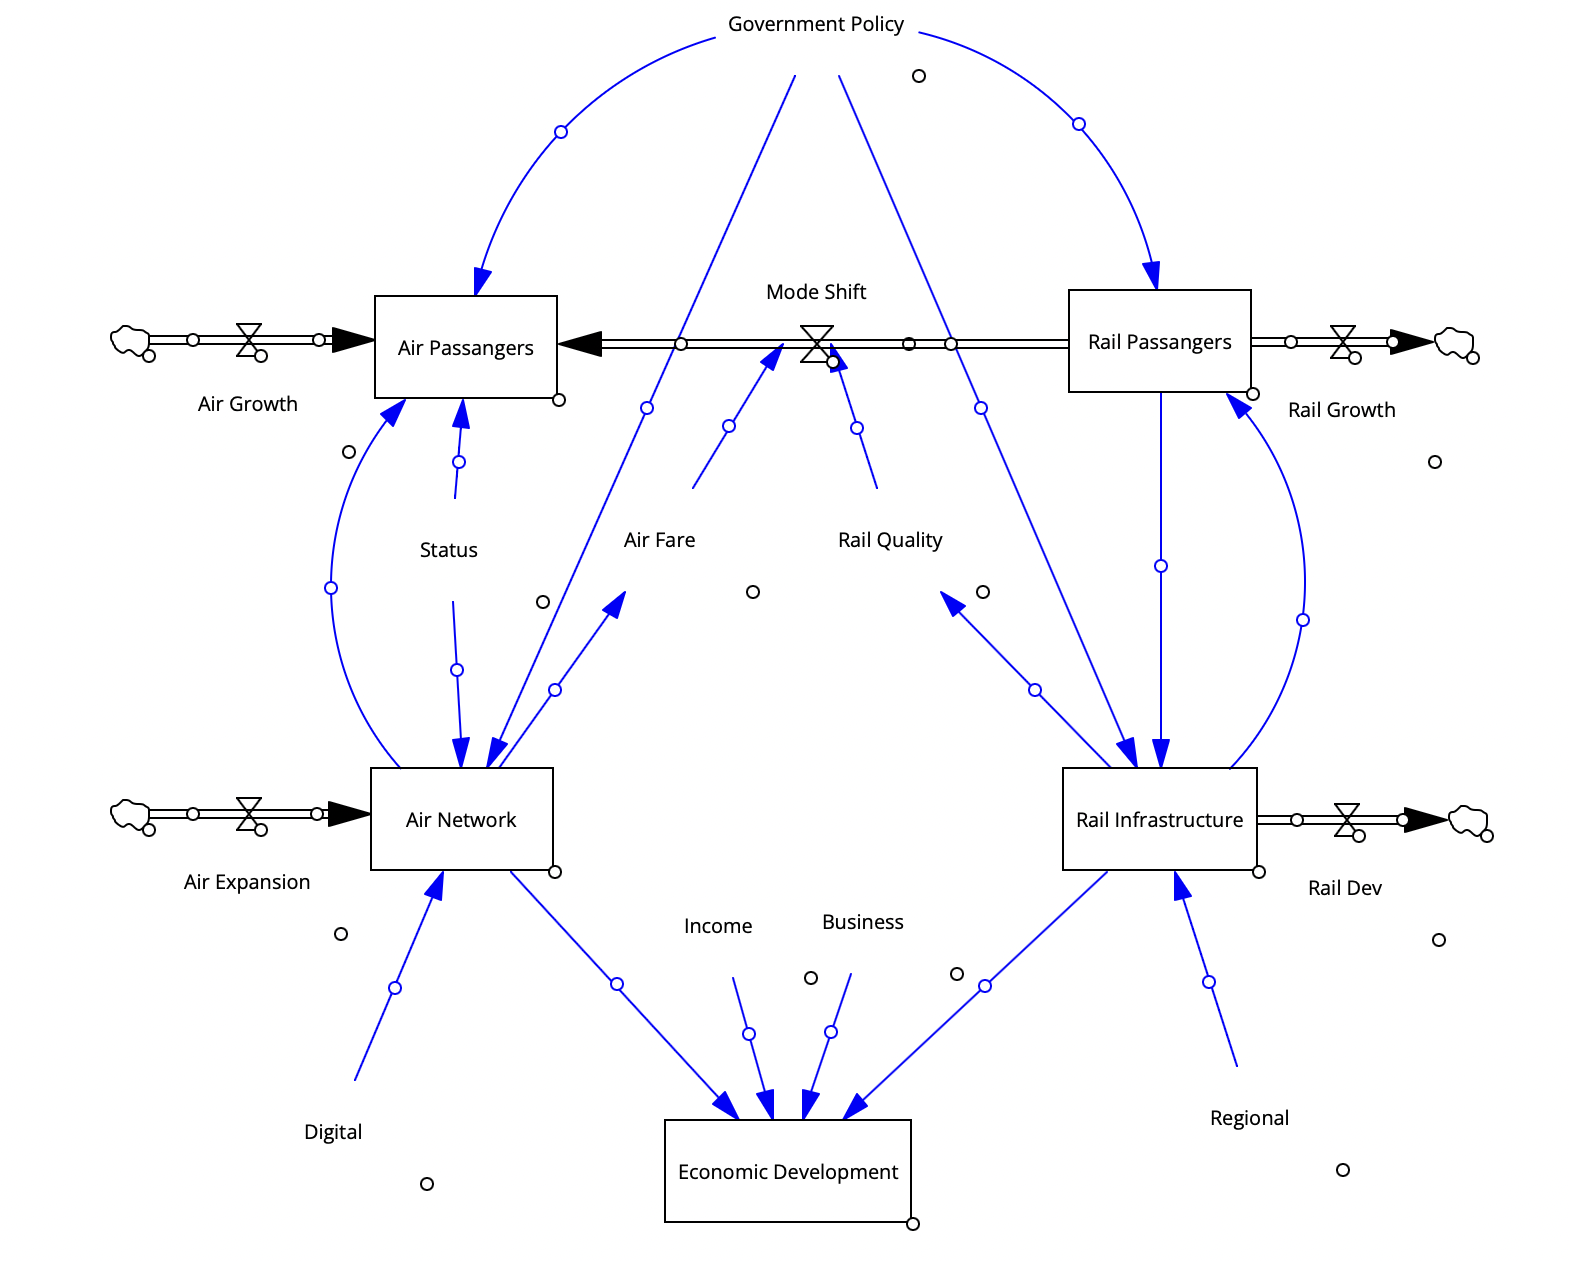 Government Policy
Mode Shift
Air Passangers
Rail Passangers
Air Growth
Rail Growth
Status
Air Fare
Rail Quality
Air Network
Rail Infrastructure
Air Expansion
Rail Dev
Income
Business
Digital
Regional
Economic Development